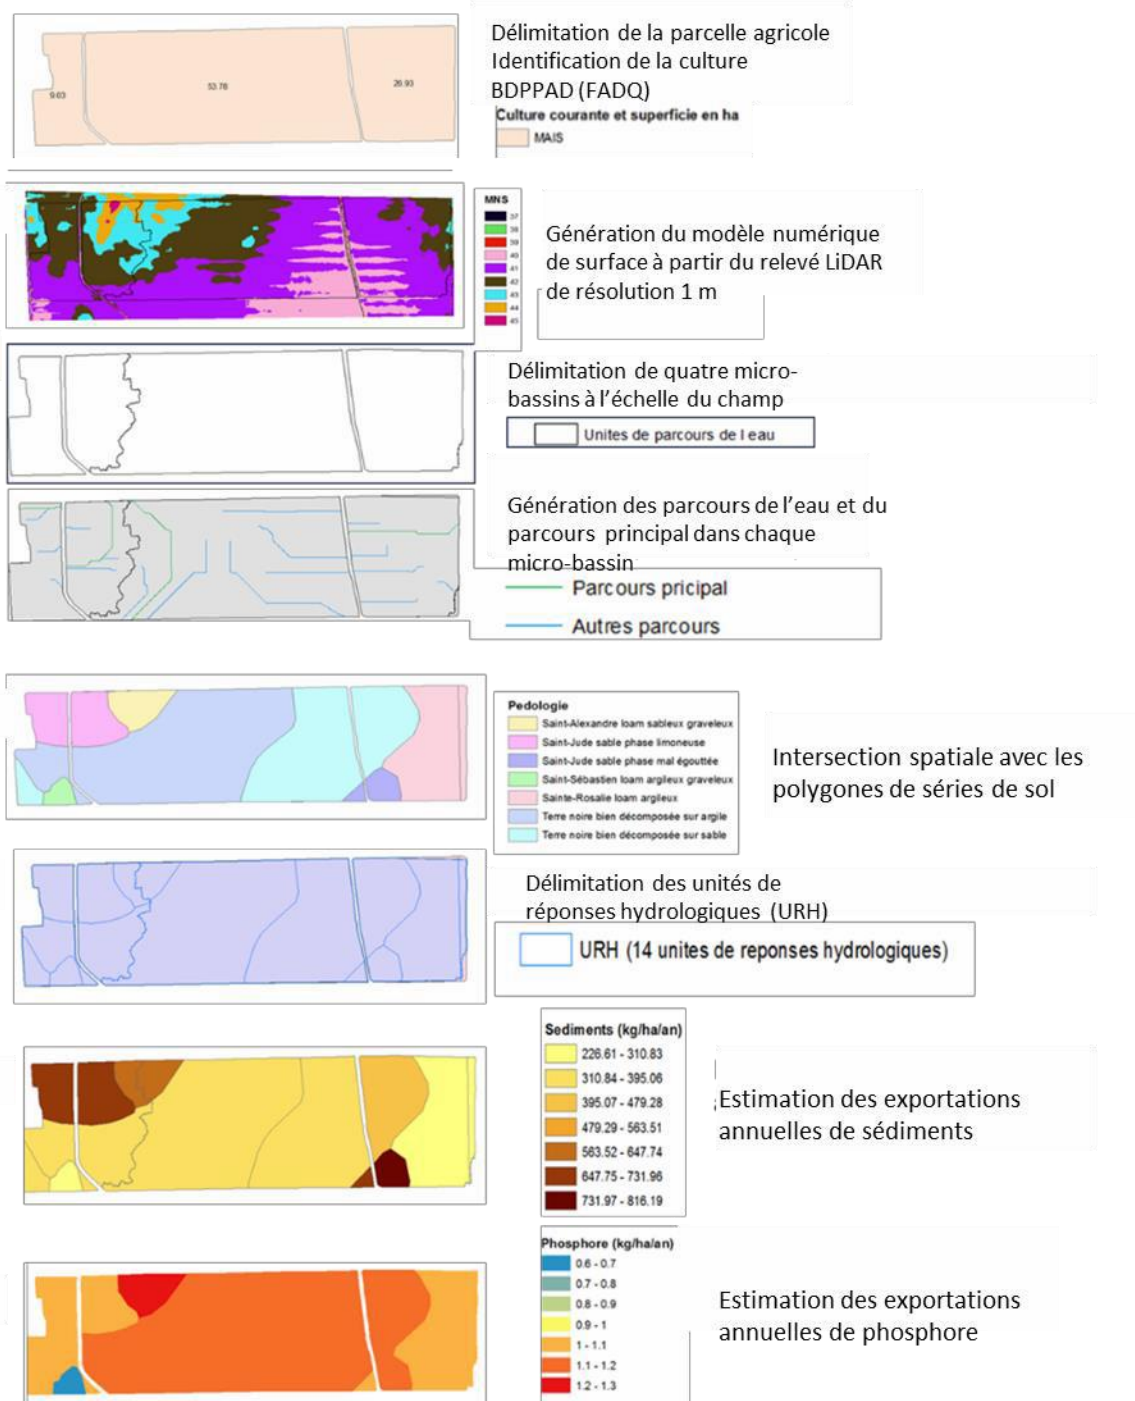 Délimitation de la parcelle agricole
Identification de la culture
BDPPAD (FADQ)
Culture courante et superficie en ha
MAIS
9.03
53.78
26.93
MNS
37
38
39
40
41
42
43
44
45
Génération du modèle numérique
de surface à partir du relevé LiDAR
de résolution 1 m
Délimitation de quatre micro-
bassins à l'échelle du champ
Unites de parcours de l eau
Génération des parcours de l'eau et du
parcours principal dans chaque
micro-bassin
Parcours pricipal
Autres parcours
Pedologie
Saint-Alexandre loam sableux graveleux
Saint-Jude sable phase limoneuse
Saint-Jude sable phase mal égouttée
Saint-Sébastien loam argileux graveleux
Sainte-Rosalie loam argileux
Terre noire bien décomposée sur argile
Terre noire bien décomposée sur sable
Intersection spatiale avec les
polygones de séries de sol
Délimitation des unités de
réponses hydrologiques (URH)
URH (14 unites de reponses hydrologiques)
Sediments (kg/ha/an)
226.61 - 310.83
310.84 - 395.06
395.07 - 479.28
479.29 - 563.51
563.52 - 647.74
647.75 - 731.96
731.97 - 816.19
Estimation des exportations
annuelles de sédiments
Phosphore (kg/ha/an)
0.6 - 0.7
0.7 - 0.8
0.8 - 0.9
0.9 - 1
1 - 1.1
1.1 - 1.2
1.2 - 1.3
Estimation des exportations
annuelles de phosphore